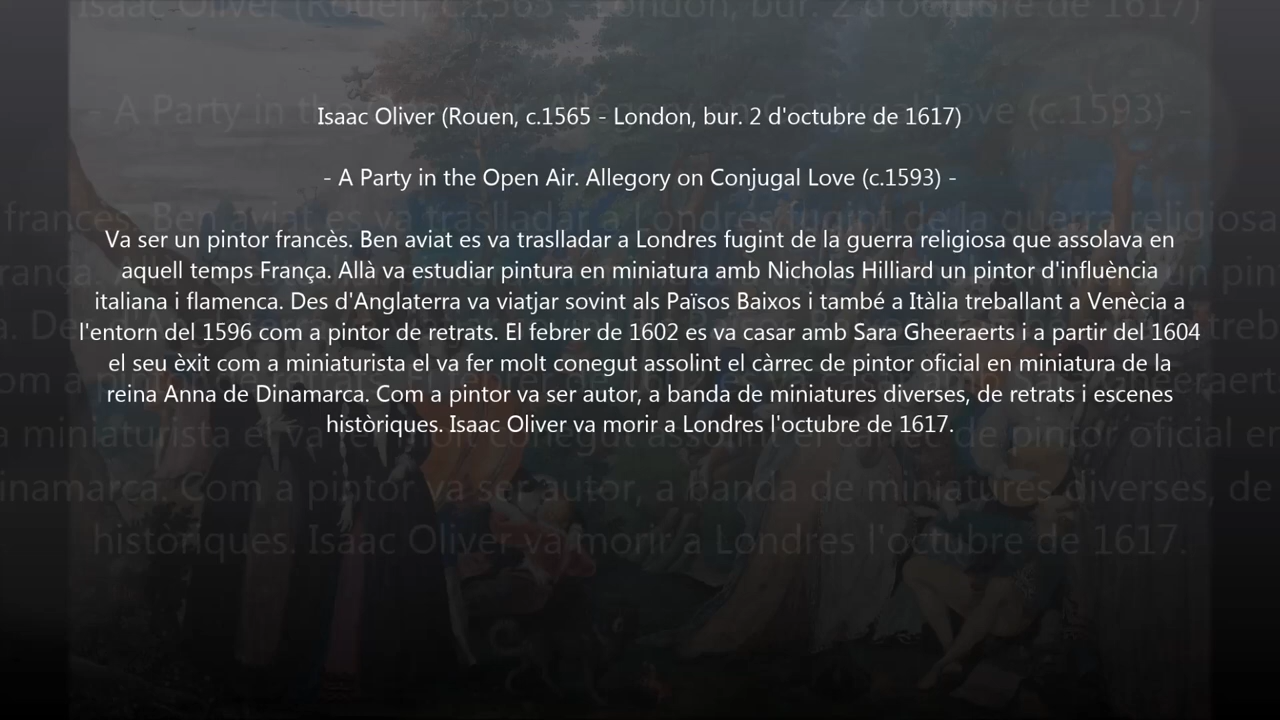 Isaac Oliver (Rouen, c.1565 - London, bur. 2 d'octubre de 1617)
- A Party in the Open Air. Allegory on Conjugal Love (c.1593) -
Va ser un pintor francès. Ben aviat es va traslladar a Londres fugint de la guerra religiosa que assolava en
aquell temps França. Allà va estudiar pintura en miniatura amb Nicholas Hilliard un pintor d'influència
italiana i flamenca. Des d'Anglaterra va viatjar sovint als Països Baixos i també a Itàlia treballant a Venècia a
l'entorn del 1596 com a pintor de retrats. El febrer de 1602 es va casar amb Sara Gheeraerts i a partir del 1604
el seu èxit com a miniaturista el va fer molt conegut assolint el càrrec de pintor oficial en miniatura de la
reina Anna de Dinamarca. Com a pintor va ser autor, a banda de miniatures diverses, de retrats i escenes
històriques. Isaac Oliver va morir a Londres l'octubre de 1617.